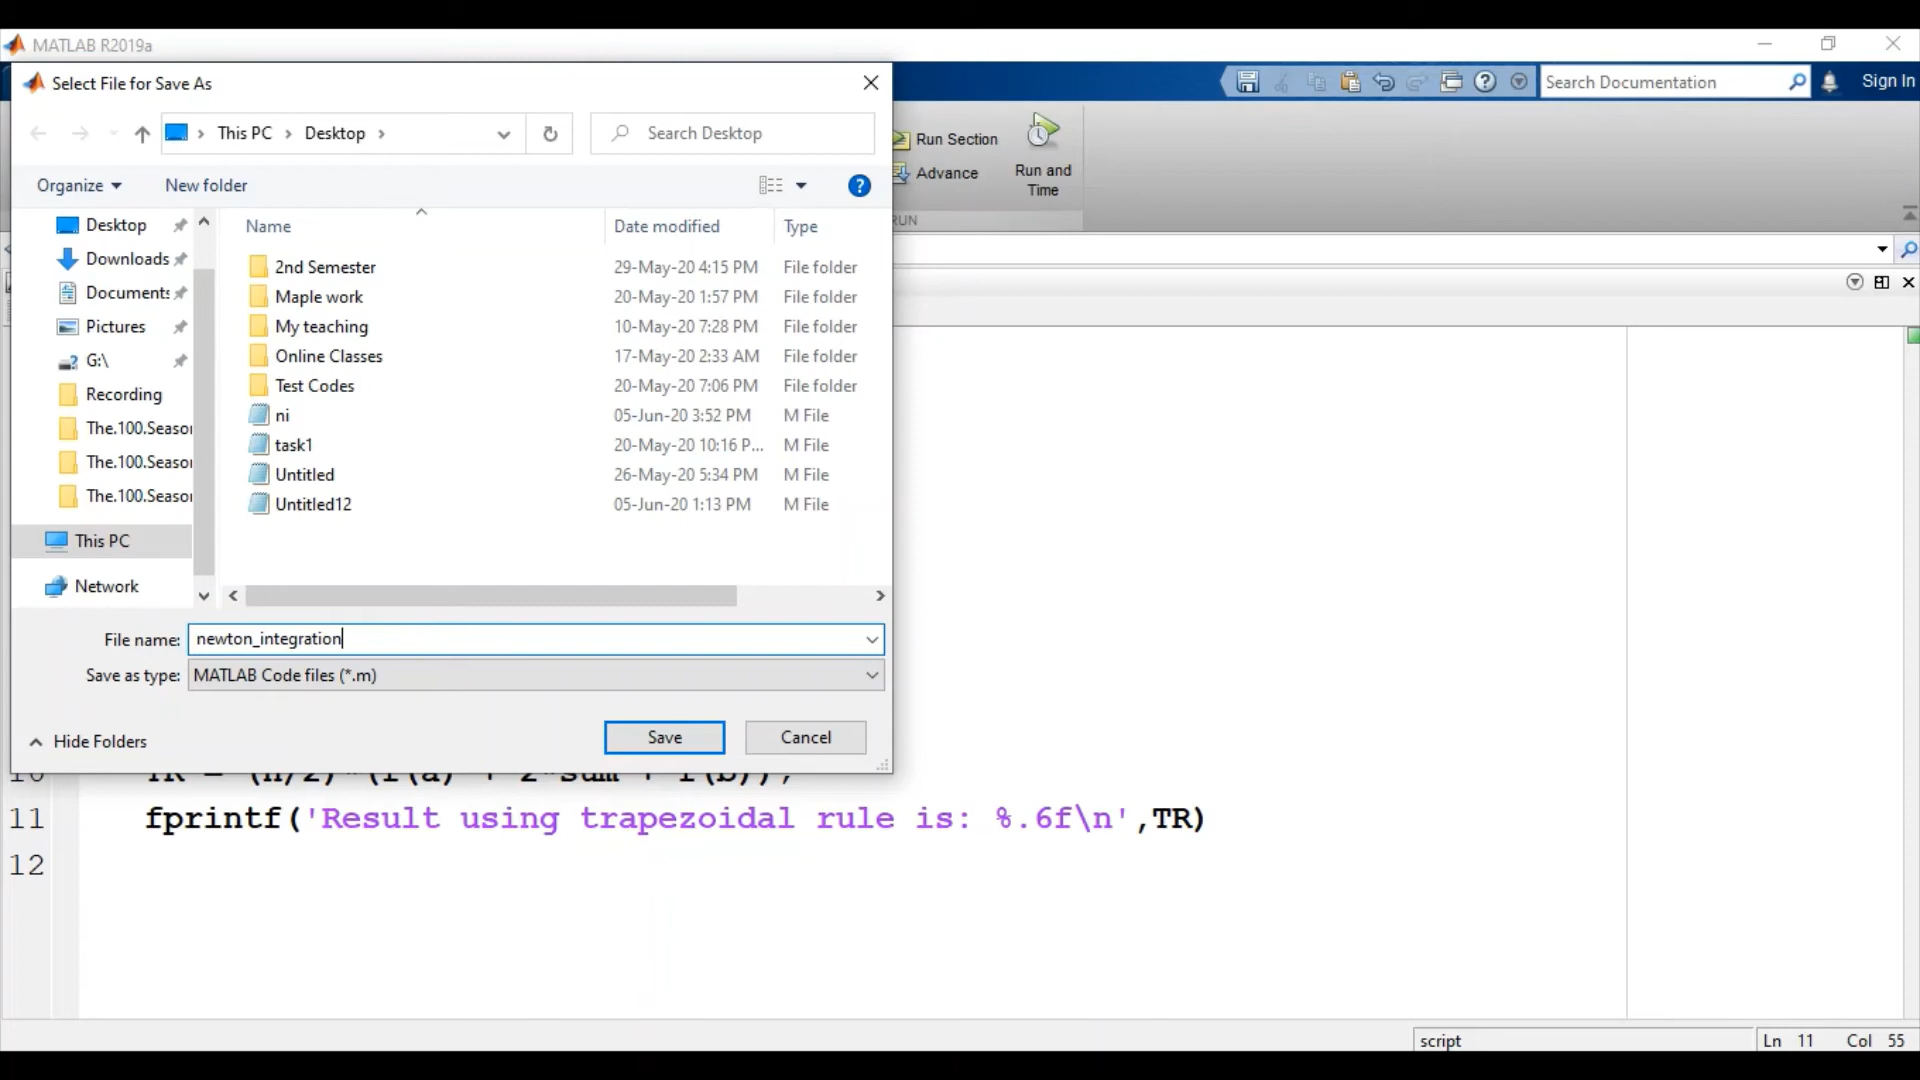 MATLAB R2019a
Select File for Save As
This PC > Desktop >
Search Desktop
Search Documentation
Sign In
Run Section
Advance
Run and
Time
RUN
Organize
New folder
Desktop
Downloads
Documents
Pictures
G:\
Recording
The.100.Seaso
The.100.Seaso
The.100.Seaso
This PC
Network
Name Date modified Type
2nd Semester 29-May-20 4:15 PM File folder
Maple work 20-May-20 1:57 PM File folder
My teaching 10-May-20 7:28 PM File folder
Online Classes 17-May-20 2:33 AM File folder
Test Codes 20-May-20 7:06 PM File folder
ni 05-Jun-20 3:52 PM M File
task1 20-May-20 10:16 P... M File
Untitled 26-May-20 5:34 PM M File
Untitled12 05-Jun-20 1:13 PM M File
File name: newton_integration
Save as type: MATLAB Code files (*.m)
Hide Folders
Save
Cancel
10 TR = (h/2)*(f(a) + 2*sum + f(b));
11 fprintf('Result using trapezoidal rule is: %.6f\n',TR)
12
script
Ln 11 Col 55